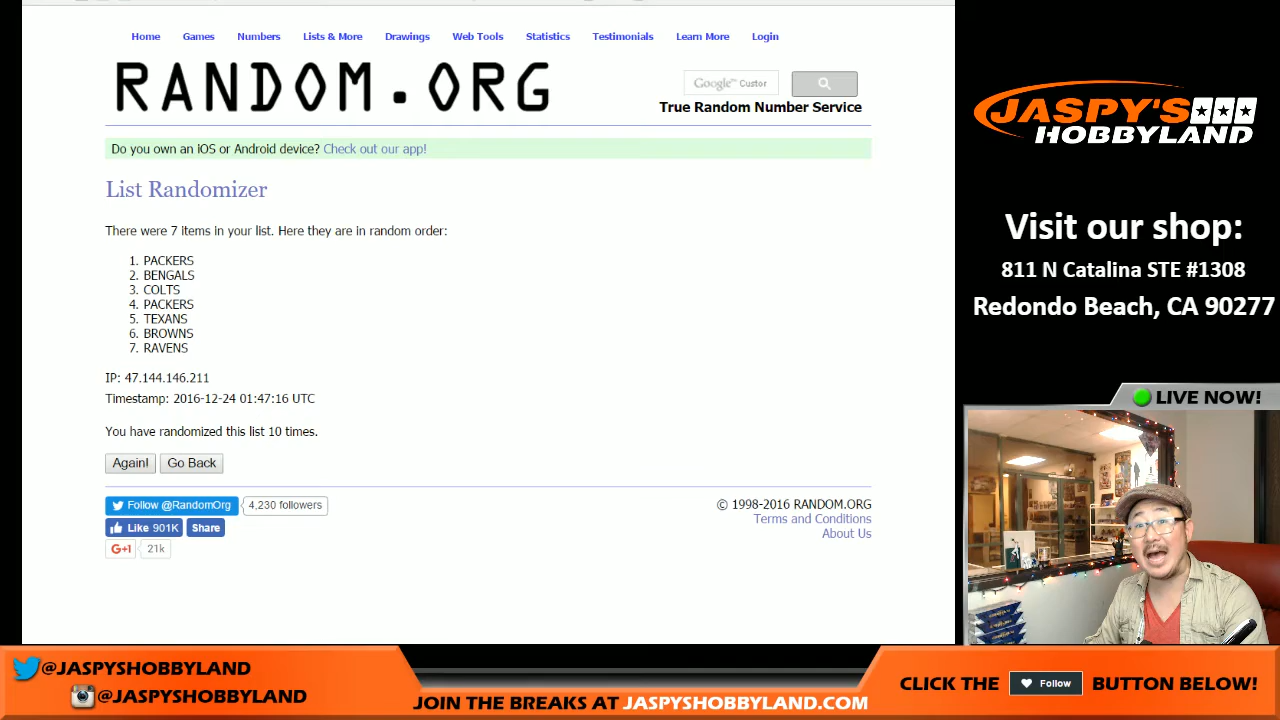 Home Games Numbers Lists & More Drawings Web Tools Statistics Testimonials Learn More Login
RANDOM.ORG
Google™ Custor
True Random Number Service
Do you own an iOS or Android device? Check out our app!
List Randomizer
There were 7 items in your list. Here they are in random order:
1. PACKERS
2. BENGALS
3. COLTS
4. PACKERS
5. TEXANS
6. BROWNS
7. RAVENS
IP: 47.144.146.211
Timestamp: 2016-12-24 01:47:16 UTC
You have randomized this list 10 times.
Again! Go Back
Follow @RandomOrg 4,230 followers
Like 901K Share
G+1 21k
© 1998-2016 RANDOM.ORG
Terms and Conditions
About Us
JASPY'S
HOBBYLAND
Visit our shop:
811 N Catalina STE #1308
Redondo Beach, CA 90277
LIVE NOW!
@JASPYSHOBBYLAND
@JASPYSHOBBYLAND
JOIN THE BREAKS AT JASPYSHOBBYLAND.COM
CLICK THE Follow BUTTON BELOW!